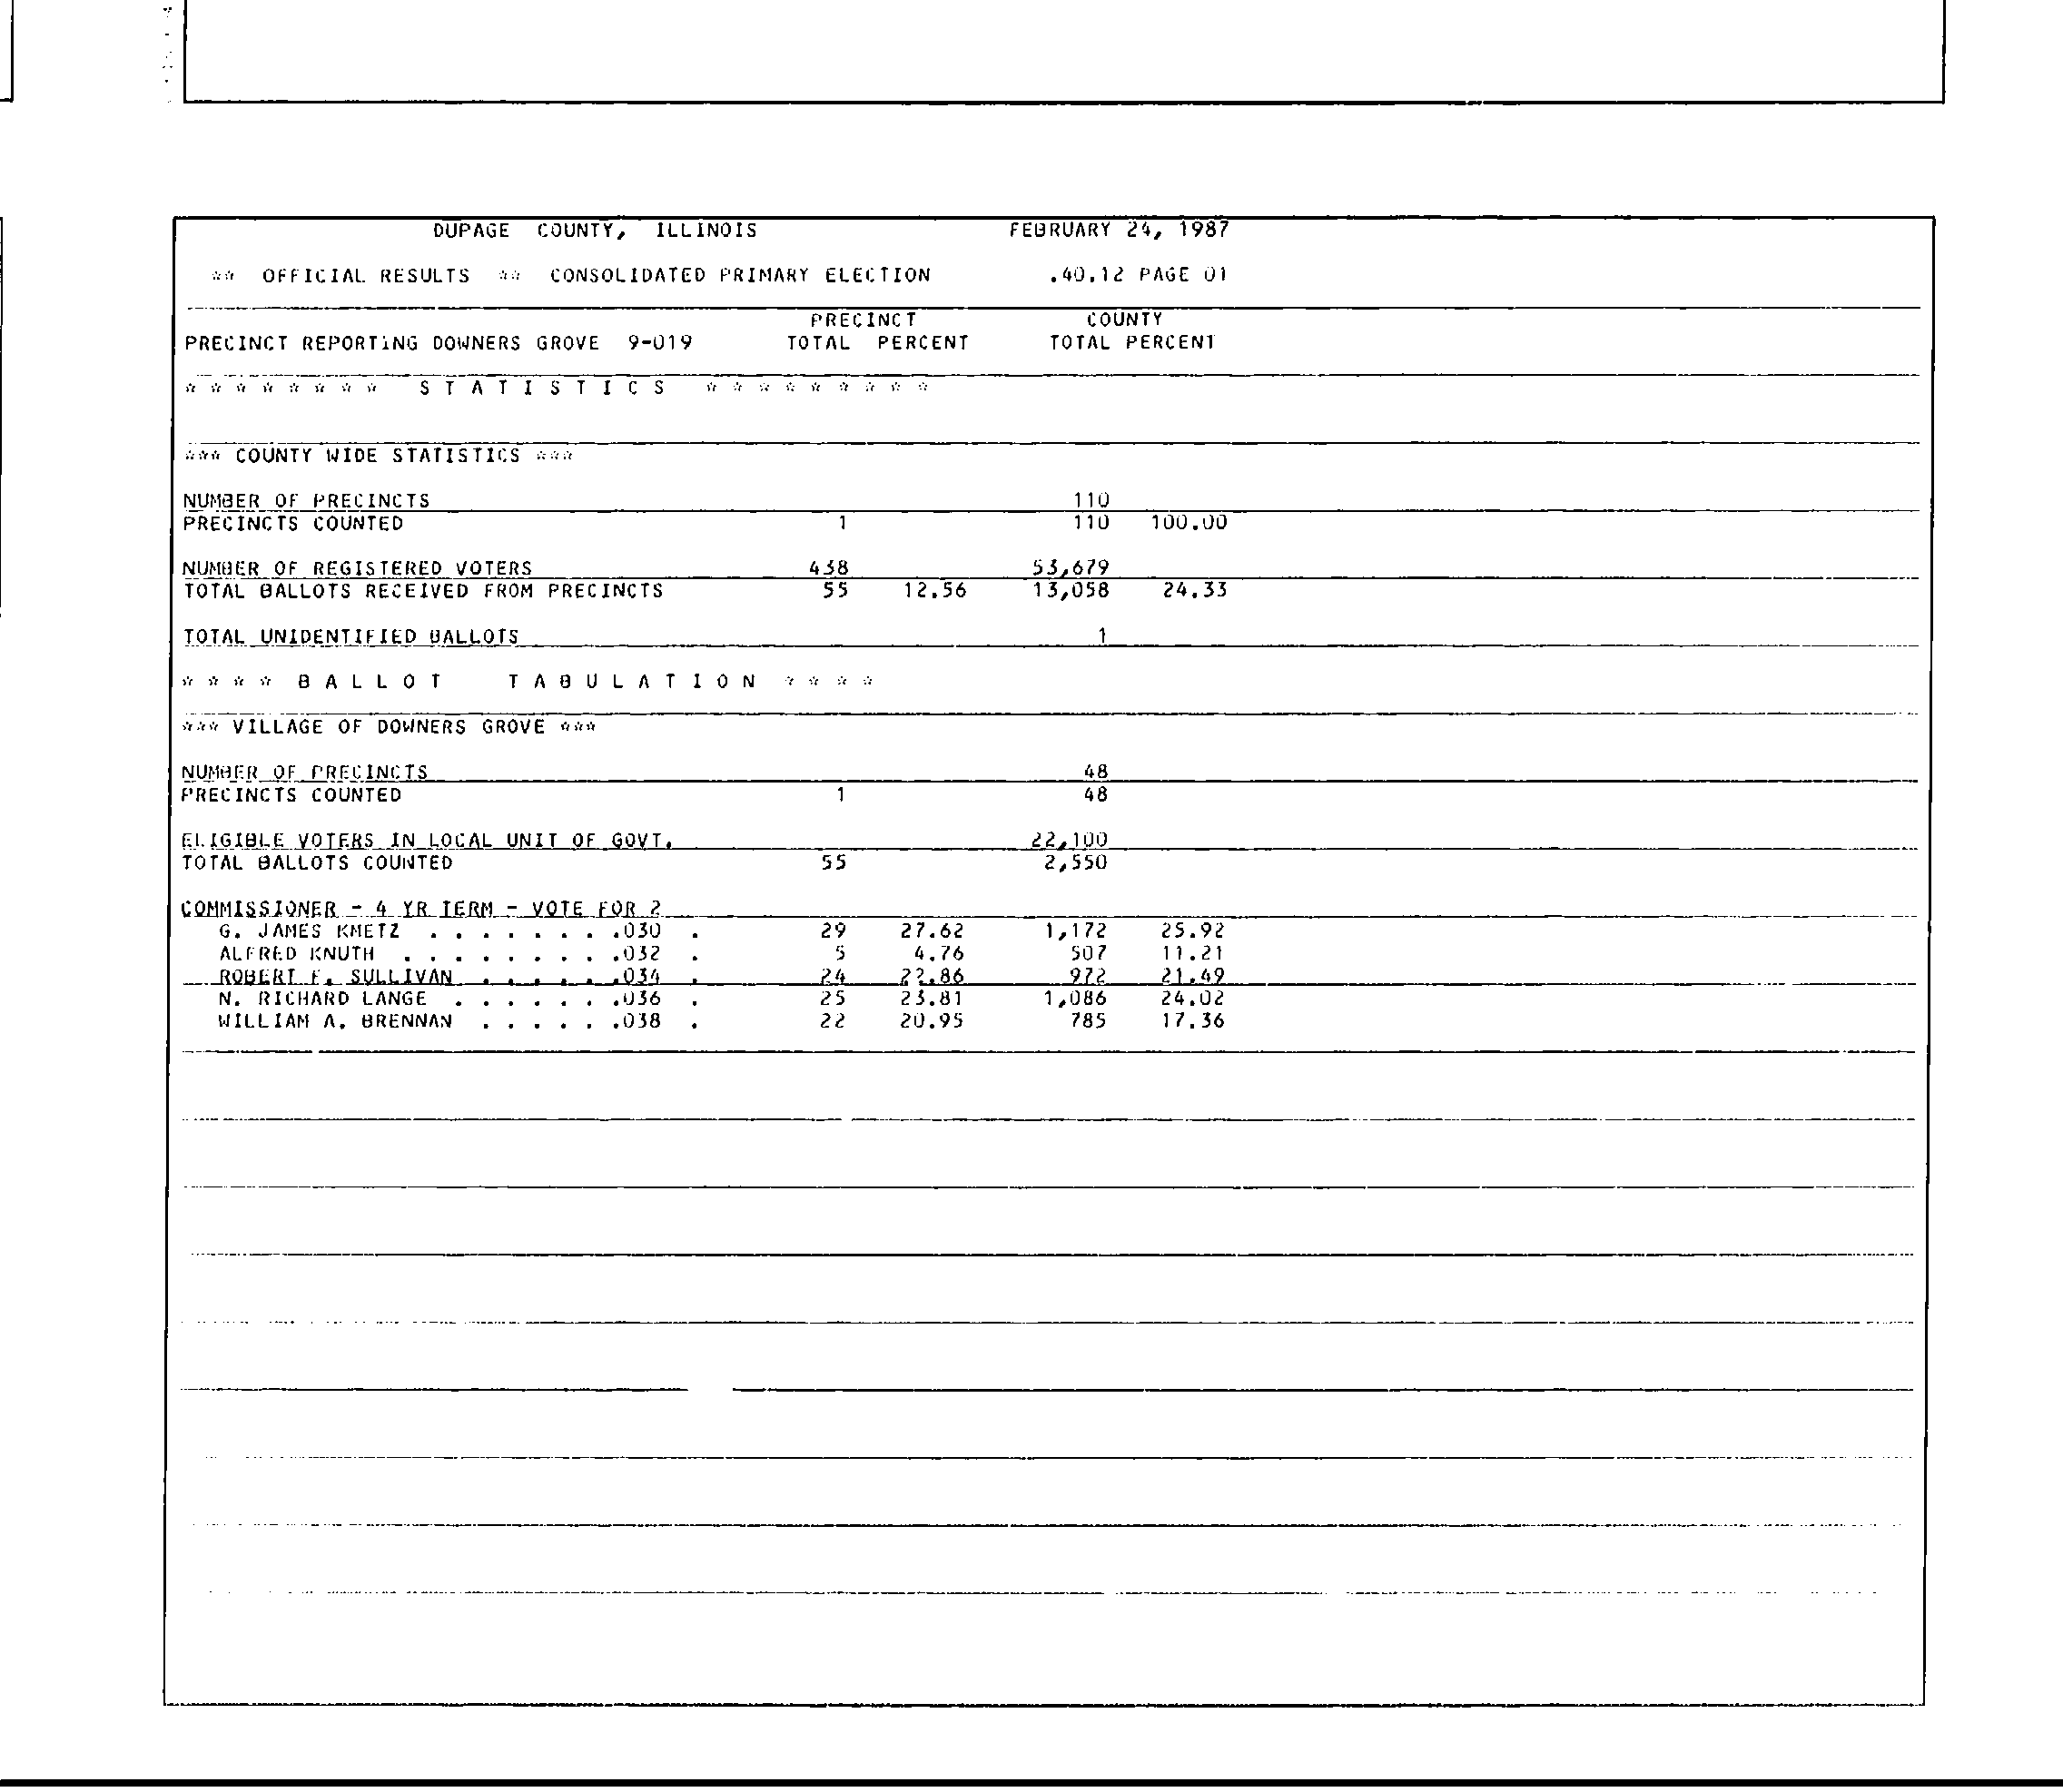 DUPAGE COUNTY, ILLINOIS FEBRUARY 24, 1987
** OFFICIAL RESULTS ** CONSOLIDATED PRIMARY ELECTION .40.12 PAGE 01
PRECINCT COUNTY
PRECINCT REPORTING DOWNERS GROVE 9-019 TOTAL PERCENT TOTAL PERCENT
* * * * * * * * S T A T I S T I C S * * * * * * * * *
*** COUNTY WIDE STATISTICS ***
NUMBER OF PRECINCTS 110
PRECINCTS COUNTED 1 110 100.00
NUMBER OF REGISTERED VOTERS 438 53,679
TOTAL BALLOTS RECEIVED FROM PRECINCTS 55 12.56 13,058 24.33
TOTAL UNIDENTIFIED BALLOTS 1
* * * * B A L L O T T A B U L A T I O N * * * *
*** VILLAGE OF DOWNERS GROVE ***
NUMBER OF PRECINCTS 48
PRECINCTS COUNTED 1 48
ELIGIBLE VOTERS IN LOCAL UNIT OF GOVT. 22,100
TOTAL BALLOTS COUNTED 55 2,550
COMMISSIONER - 4 YR TERM - VOTE FOR 2
G. JAMES KMETZ . . . . . . . .030 . 29 27.62 1,172 25.92
ALFRED KNUTH . . . . . . . . .032 . 5 4.76 507 11.21
ROBERT F. SULLIVAN . . . . . .034 . 24 22.86 972 21.49
N. RICHARD LANGE . . . . . . .036 . 25 23.81 1,086 24.02
WILLIAM A. BRENNAN . . . . . .038 . 22 20.95 785 17.36